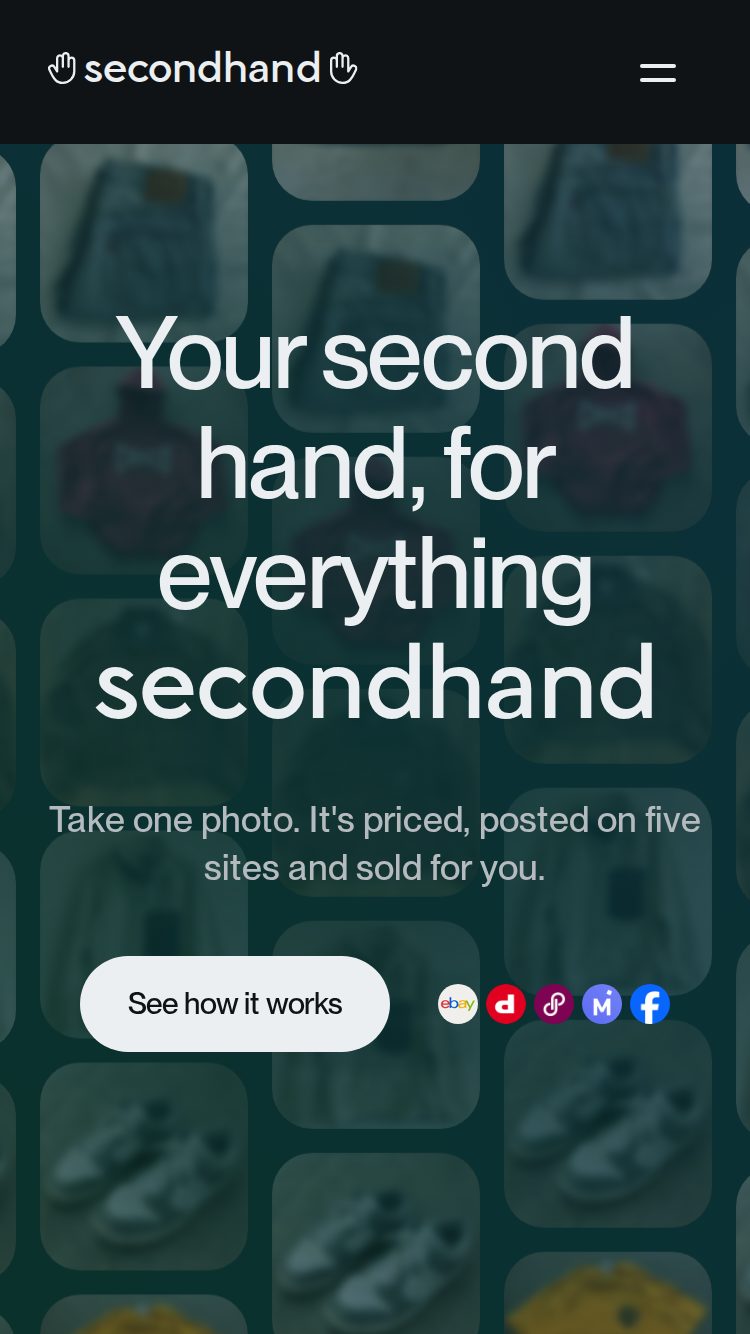 secondhand
Your second
hand, for
everything
secondhand
Take one photo. It's priced, posted on five
sites and sold for you.
See how it works
ebay